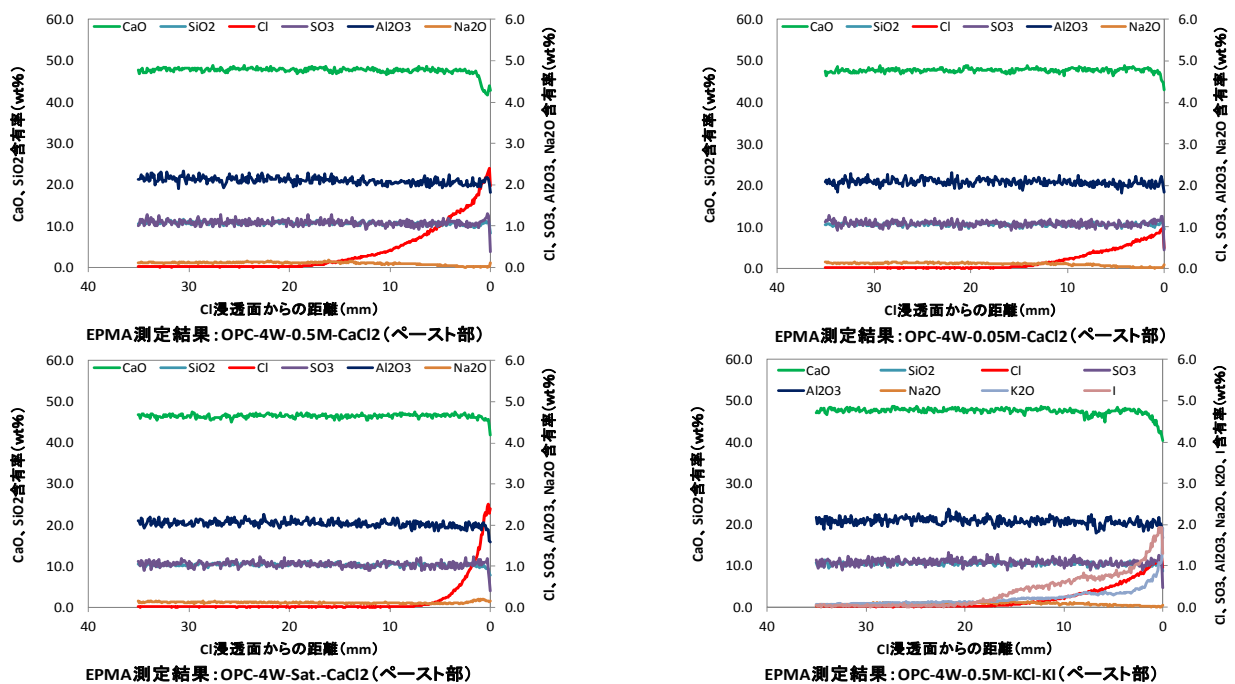 CaO SiO2 Cl SO3 Al2O3 Na2O
60.0 50.0 40.0 30.0 20.0 10.0 0.0
CaO、SiO2含有率(wt%)
6.0 5.0 4.0 3.0 2.0 1.0 0.0
Cl、SO3、Al2O3、Na2O 含有率(wt%)
40 30 20 10 0
Cl浸透面からの距離(mm)
EPMA測定結果:OPC-4W-0.5M-CaCl2(ペースト部)
CaO SiO2 Cl SO3 Al2O3 Na2O
60.0 50.0 40.0 30.0 20.0 10.0 0.0
CaO、SiO2含有率(wt%)
6.0 5.0 4.0 3.0 2.0 1.0 0.0
Cl、SO3、Al2O3、Na2O 含有率(wt%)
40 30 20 10 0
Cl浸透面からの距離(mm)
EPMA測定結果:OPC-4W-0.05M-CaCl2(ペースト部)
CaO SiO2 Cl SO3 Al2O3 Na2O
60.0 50.0 40.0 30.0 20.0 10.0 0.0
CaO、SiO2含有率(wt%)
6.0 5.0 4.0 3.0 2.0 1.0 0.0
Cl、SO3、Al2O3、Na2O 含有率(wt%)
40 30 20 10 0
Cl浸透面からの距離(mm)
EPMA測定結果:OPC-4W-Sat.-CaCl2(ペースト部)
CaO SiO2 Cl SO3
Al2O3 Na2O K2O I
60.0 50.0 40.0 30.0 20.0 10.0 0.0
CaO、SiO2含有率(wt%)
6.0 5.0 4.0 3.0 2.0 1.0 0.0
Cl、SO3、Al2O3、Na2O、K2O、I 含有率(wt%)
40 30 20 10 0
Cl浸透面からの距離(mm)
EPMA測定結果:OPC-4W-0.5M-KCl-KI(ペースト部)